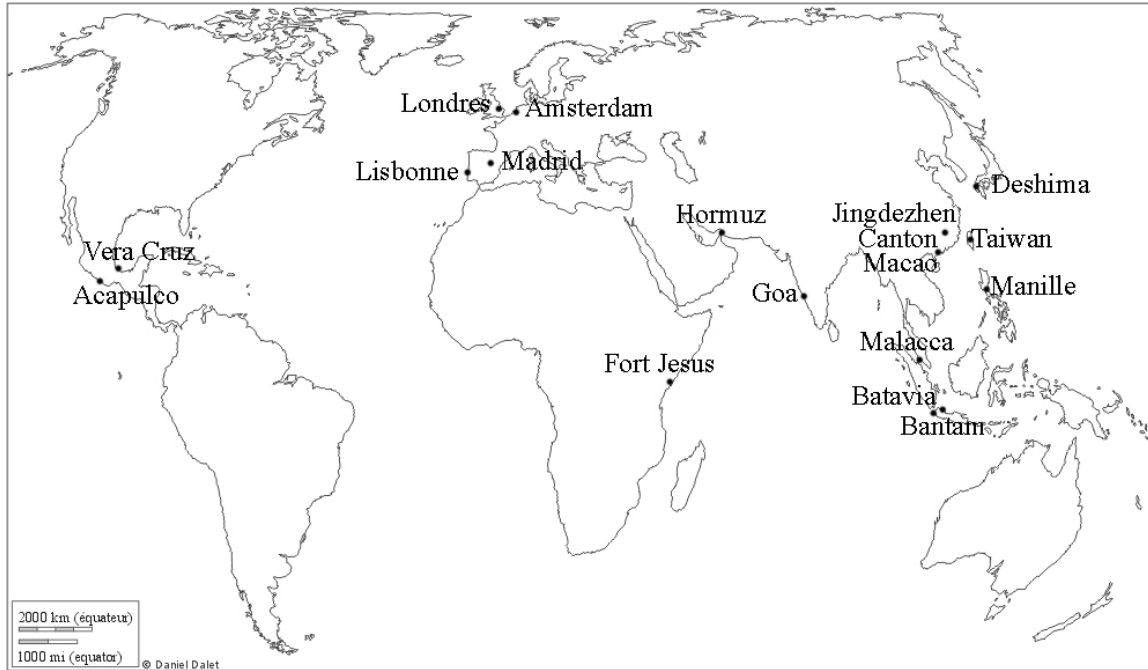 Londres
Amsterdam
Madrid
Lisbonne
Deshima
Hormuz
Jingdezhen
Canton
Taiwan
Vera Cruz
Macao
Acapulco
Goa
Manille
Malacca
Fort Jesus
Batavia
Bantam
2000 km (équateur)
1000 mi (equator)
© Daniel Dalet